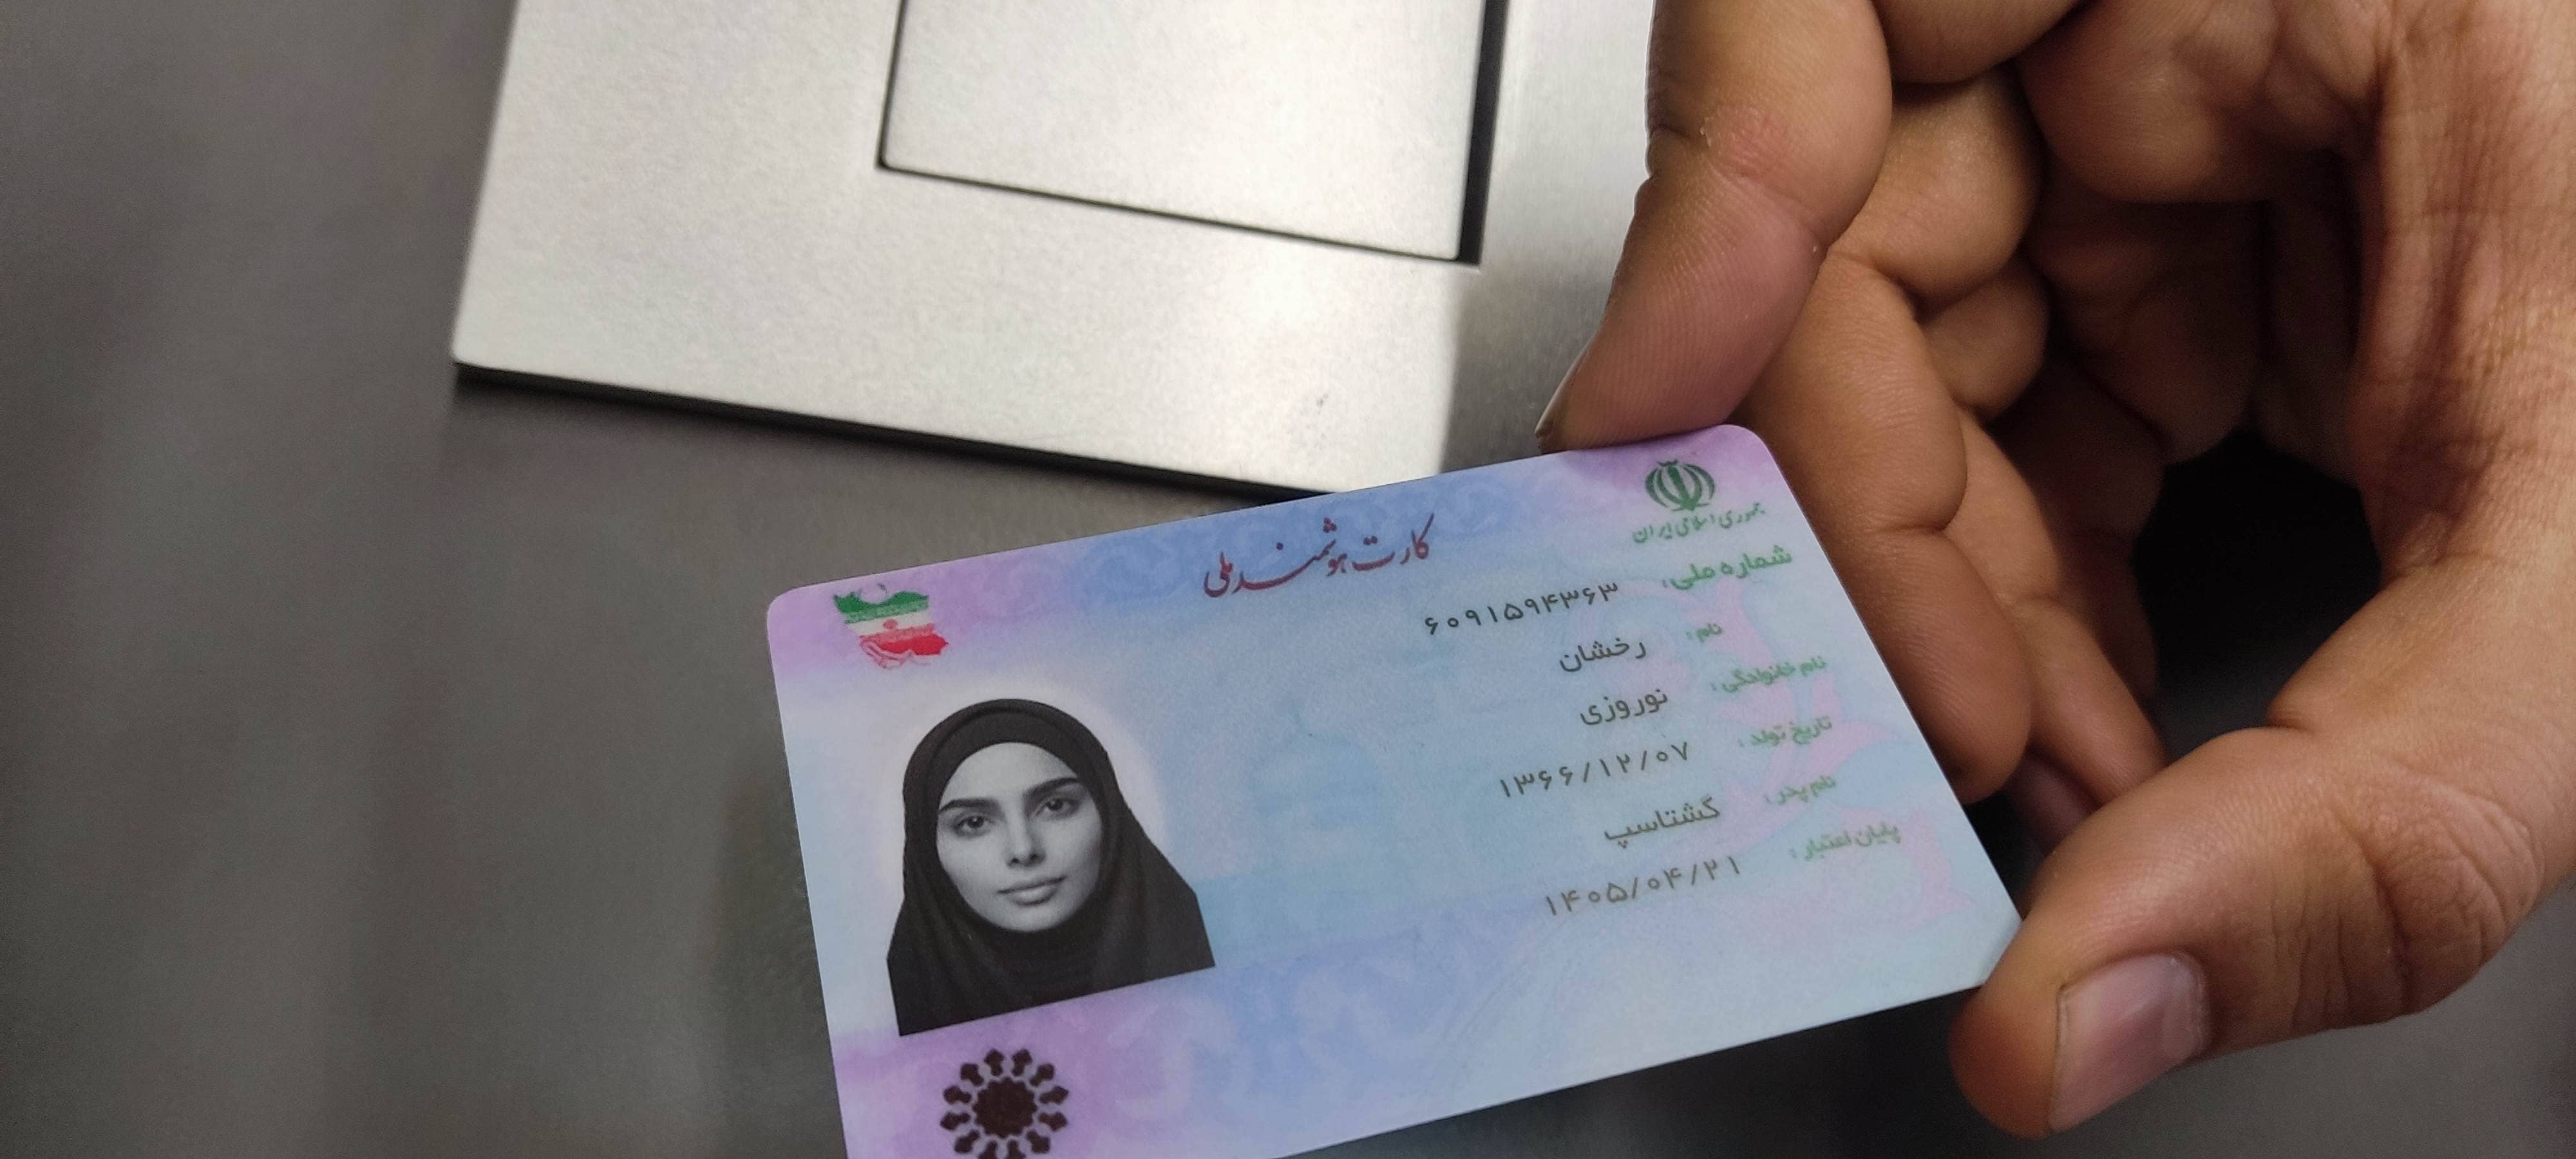 جمهوری اسلامی ایران
کارت هوشمند ملی
شماره ملی: ۶۰۹۱۵۹۴۳۶۳
نام: رخشان
نام خانوادگی: نوروزی
تاریخ تولد: ۱۳۶۶/۱۲/۰۷
نام پدر: گشتاسپ
پایان اعتبار: ۱۴۰۵/۰۴/۲۱